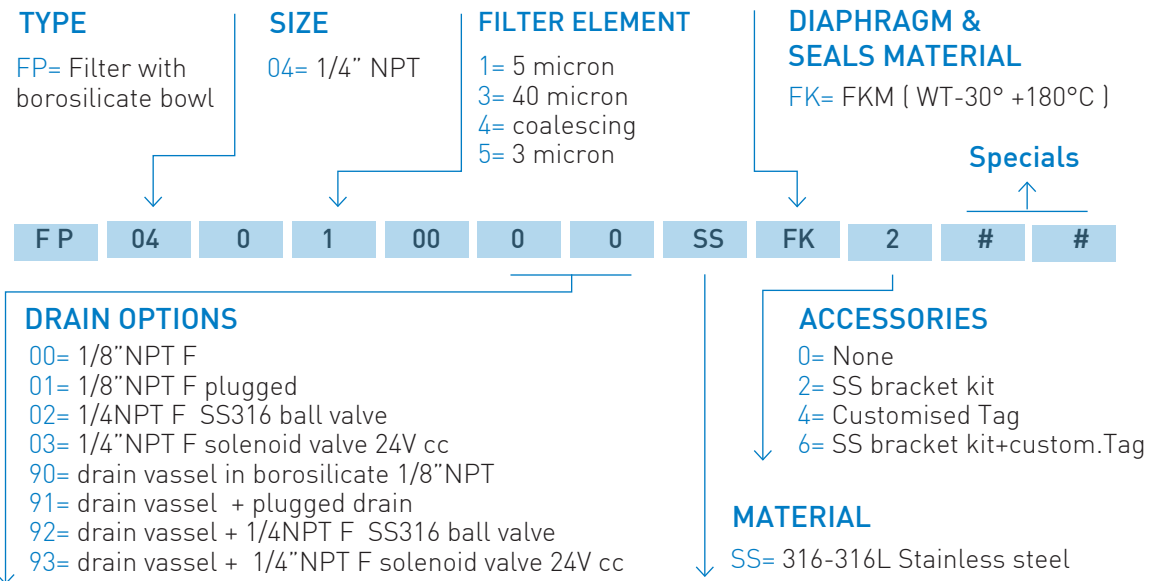 TYPE
FP= Filter with
borosilicate bowl
SIZE
04= 1/4” NPT
FILTER ELEMENT
1= 5 micron
3= 40 micron
4= coalescing
5= 3 micron
DIAPHRAGM &
SEALS MATERIAL
FK= FKM ( WT-30° +180°C )
Specials
F P 04 0 1 00 0 0 SS FK 2 # #
DRAIN OPTIONS
00= 1/8”NPT F
01= 1/8”NPT F plugged
02= 1/4NPT F SS316 ball valve
03= 1/4”NPT F solenoid valve 24V cc
90= drain vassel in borosilicate 1/8”NPT
91= drain vassel + plugged drain
92= drain vassel + 1/4NPT F SS316 ball valve
93= drain vassel + 1/4”NPT F solenoid valve 24V cc
ACCESSORIES
0= None
2= SS bracket kit
4= Customised Tag
6= SS bracket kit+custom.Tag
MATERIAL
SS= 316-316L Stainless steel